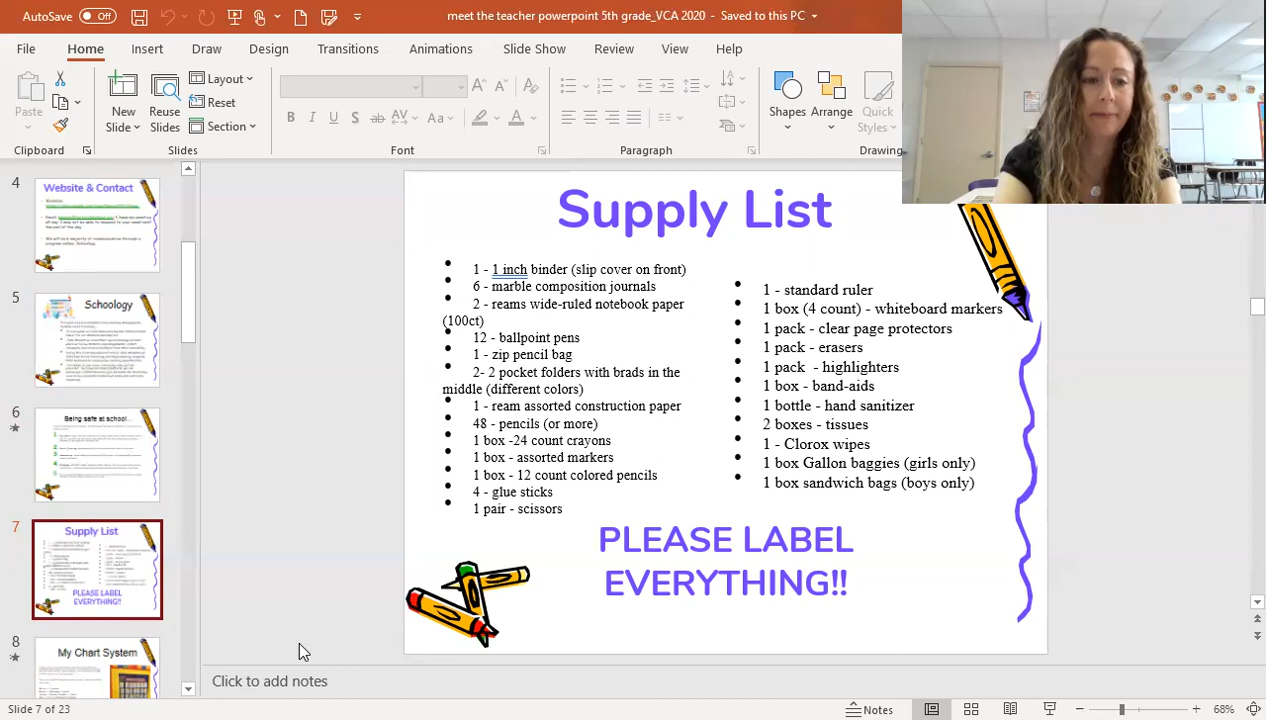 AutoSave Off
meet the teacher powerpoint 5th grade_VCA 2020 - Saved to this PC
File Home Insert Draw Design Transitions Animations Slide Show Review View Help
Paste
New Slide
Reuse Slides
Layout
Reset
Section
B I U S ab AV Aa A
Shapes
Arrange
Quick Styles
Clipboard Slides Font Paragraph Drawing
4
Website & Contact
5
Schoology
6
Being safe at school...
7
Supply List
PLEASE LABEL
EVERYTHING!!
8
My Chart System
Supply List
• 1 - 1 inch binder (slip cover on front)
• 6 - marble composition journals
• 2 - reams wide-ruled notebook paper
(100ct)
• 12 - ballpoint pens
• 1 - zip pencil bag
• 2- 2 pocket folders with brads in the
middle (different colors)
• 1 - ream assorted construction paper
• 48 - pencils (or more)
• 1 box -24 count crayons
• 1 box - assorted markers
• 1 box - 12 count colored pencils
• 4 - glue sticks
• 1 pair - scissors
• 1 - standard ruler
• 1 box (4 count) - whiteboard markers
• 1 pack - clear page protectors
• 1 pack - erasers
• 1 pack - highlighters
• 1 box - band-aids
• 1 bottle - hand sanitizer
• 2 boxes - tissues
• 1 - Clorox wipes
• 1 box Gallon baggies (girls only)
• 1 box sandwich bags (boys only)
PLEASE LABEL
EVERYTHING!!
Click to add notes
Slide 7 of 23
Notes
68%